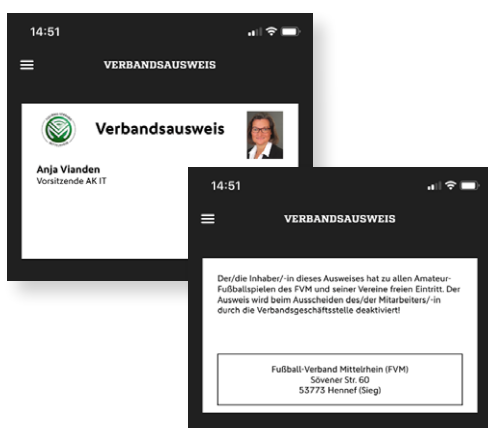 14:51
VERBANDSAUSWEIS
Verbandsausweis
Anja Vianden
Vorsitzende AK IT
14:51
VERBANDSAUSWEIS
Der/die Inhaber/-in dieses Ausweises hat zu allen Amateur-
Fußballspielen des FVM und seiner Vereine freien Eintritt. Der
Ausweis wird beim Ausscheiden des/der Mitarbeiters/-in
durch die Verbandsgeschäftsstelle deaktiviert!
Fußball-Verband Mittelrhein (FVM)
Sövener Str. 60
53773 Hennef (Sieg)